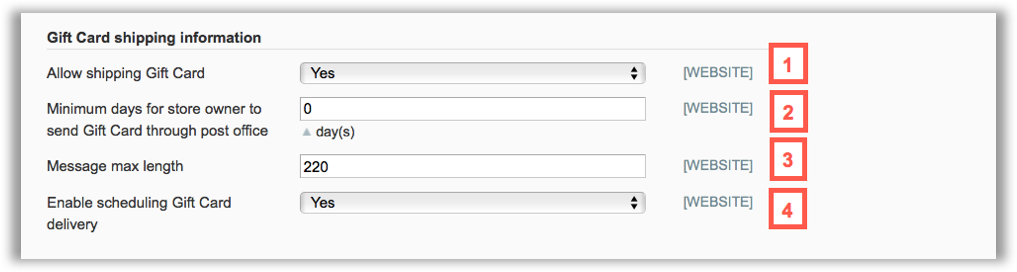 Gift Card shipping information
Allow shipping Gift Card Yes [WEBSITE] 1
Minimum days for store owner to 0 [WEBSITE] 2
send Gift Card through post office day(s)
Message max length 220 [WEBSITE] 3
Enable scheduling Gift Card Yes [WEBSITE] 4
delivery